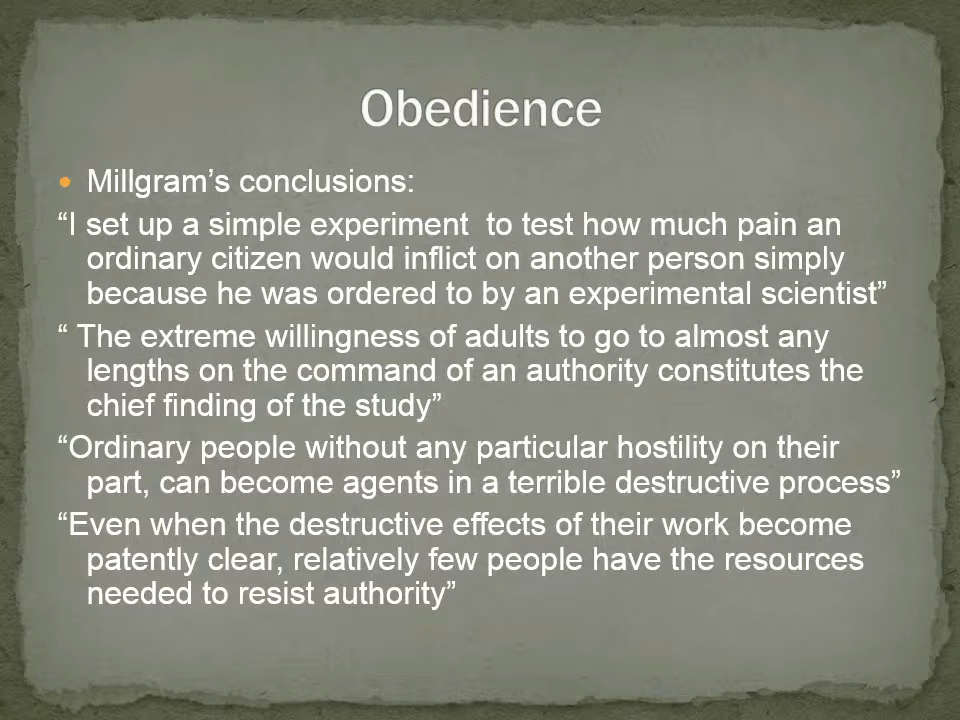 Obedience
• Millgram’s conclusions:
“I set up a simple experiment  to test how much pain an
ordinary citizen would inflict on another person simply
because he was ordered to by an experimental scientist”
“ The extreme willingness of adults to go to almost any
lengths on the command of an authority constitutes the
chief finding of the study”
“Ordinary people without any particular hostility on their
part, can become agents in a terrible destructive process”
“Even when the destructive effects of their work become
patently clear, relatively few people have the resources
needed to resist authority”